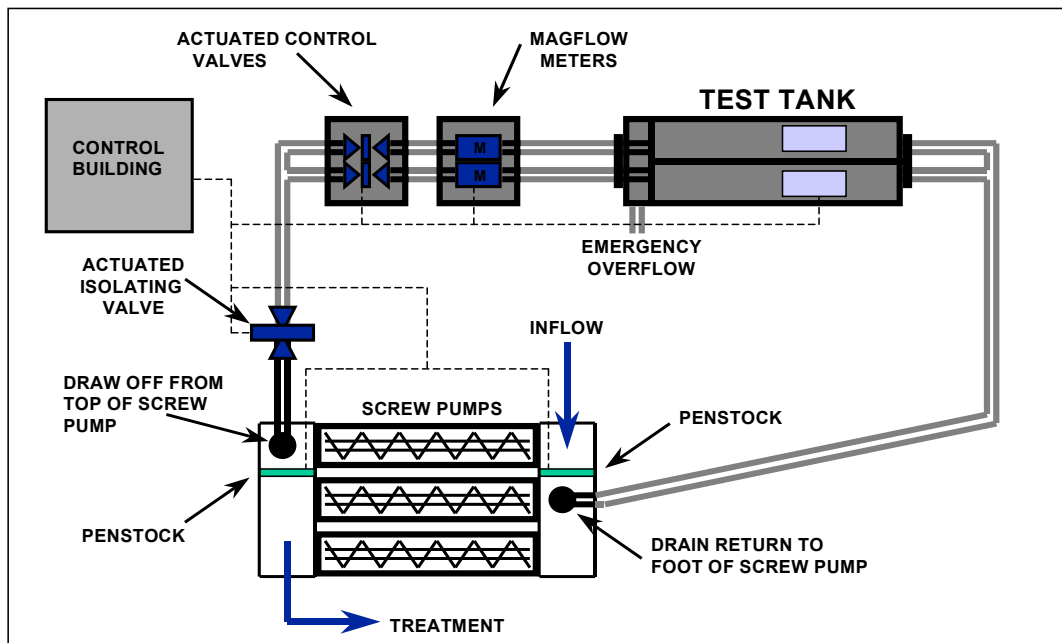 ACTUATED CONTROL
VALVES
MAGFLOW
METERS
TEST TANK
CONTROL
BUILDING
M
M
EMERGENCY
OVERFLOW
ACTUATED
ISOLATING
VALVE
INFLOW
DRAW OFF FROM
TOP OF SCREW
PUMP
SCREW PUMPS
PENSTOCK
PENSTOCK
DRAIN RETURN TO
FOOT OF SCREW PUMP
TREATMENT